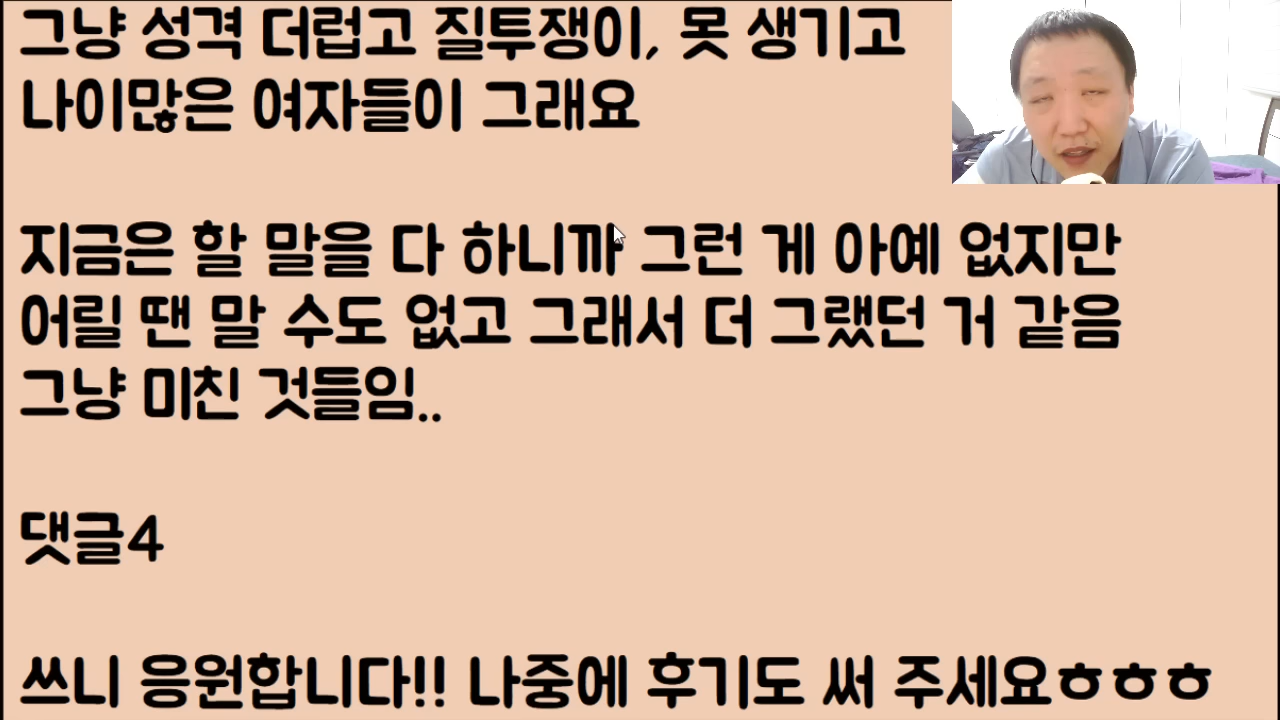 그냥 성격 더럽고 질투쟁이, 못 생기고
나이많은 여자들이 그래요
지금은 할 말을 다 하니까 그런 게 아예 없지만
어릴 땐 말 수도 없고 그래서 더 그랬던 거 같음
그냥 미친 것들임..
댓글4
쓰니 응원합니다!! 나중에 후기도 써 주세요ㅎㅎㅎ